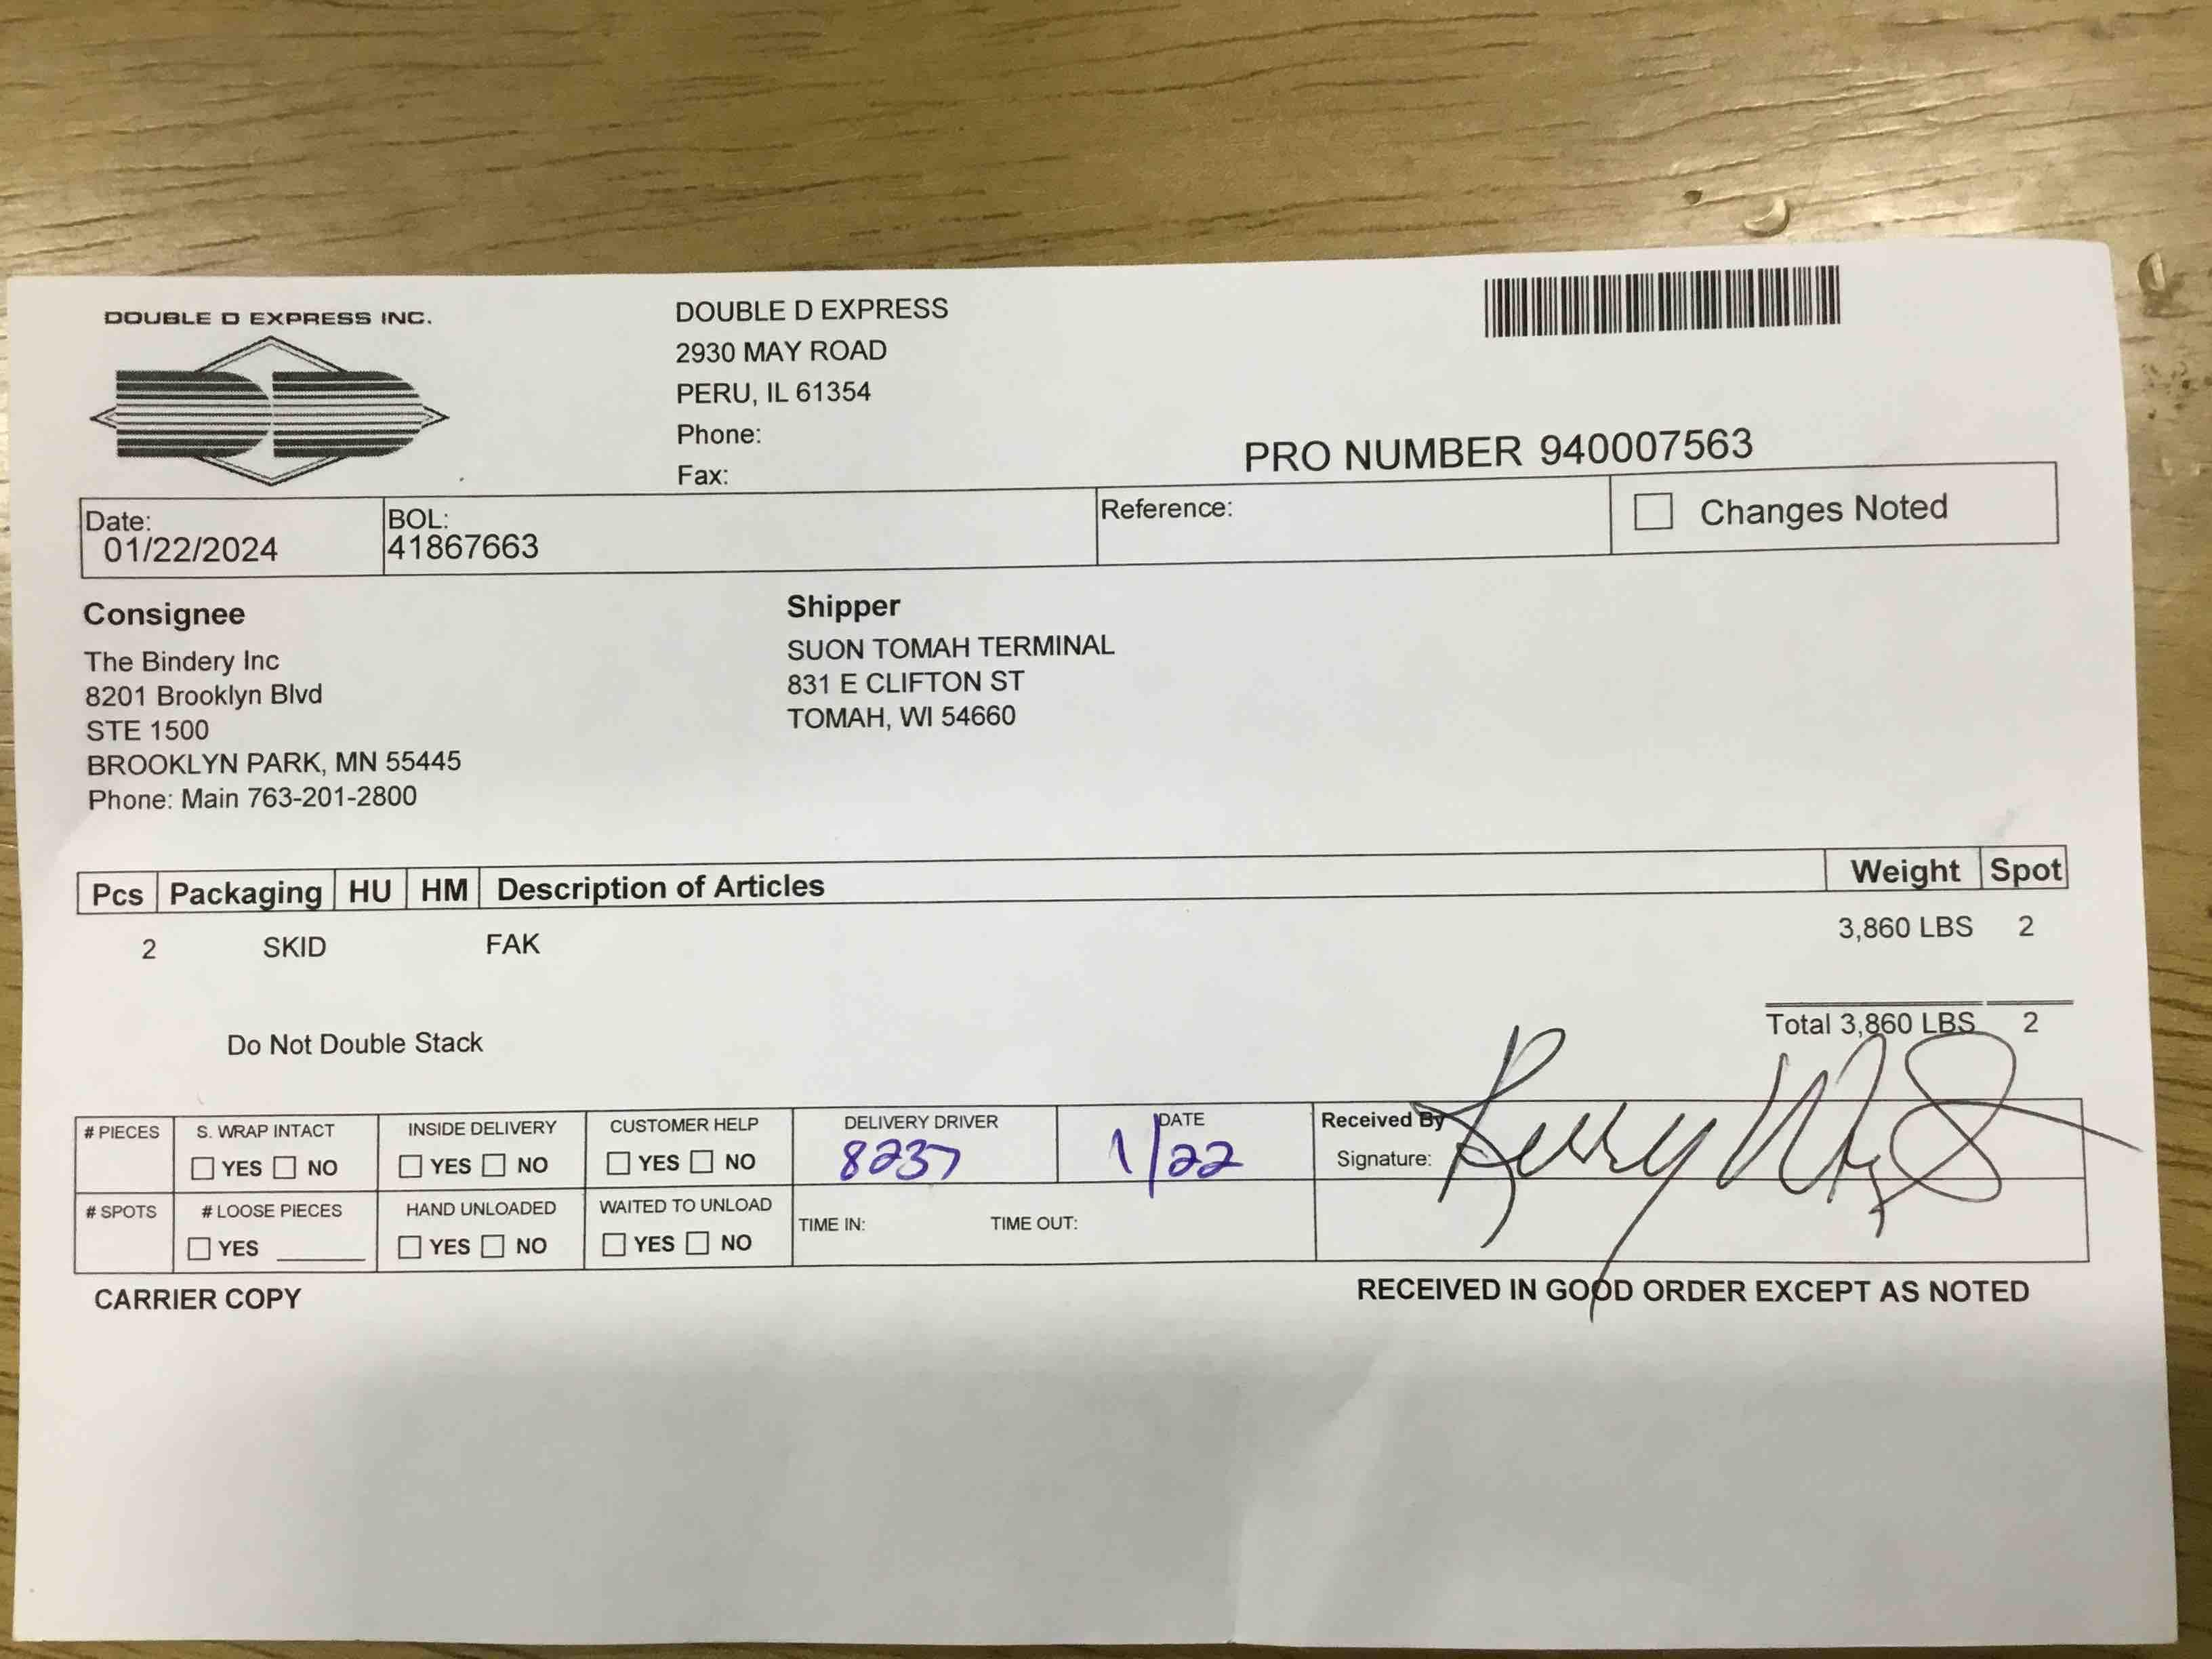 DOUBLE D EXPRESS INC.
DOUBLE D EXPRESS
2930 MAY ROAD
PERU, IL 61354
Phone:
Fax:
PRO NUMBER 940007563
Date:
01/22/2024
BOL:
41867663
Reference:
Changes Noted
Consignee
The Bindery Inc
8201 Brooklyn Blvd
STE 1500
BROOKLYN PARK, MN 55445
Phone: Main 763-201-2800
Shipper
SUON TOMAH TERMINAL
831 E CLIFTON ST
TOMAH, WI 54660
Pcs Packaging HU HM Description of Articles Weight Spot
2 SKID FAK 3,860 LBS 2
Total 3,860 LBS 2
Do Not Double Stack
# PIECES
S. WRAP INTACT
YES NO
INSIDE DELIVERY
YES NO
CUSTOMER HELP
YES NO
DELIVERY DRIVER
8237
DATE
1/22
Received By
Signature:
# SPOTS
# LOOSE PIECES
YES
HAND UNLOADED
YES NO
WAITED TO UNLOAD
YES NO
TIME IN: TIME OUT:
CARRIER COPY
RECEIVED IN GOOD ORDER EXCEPT AS NOTED